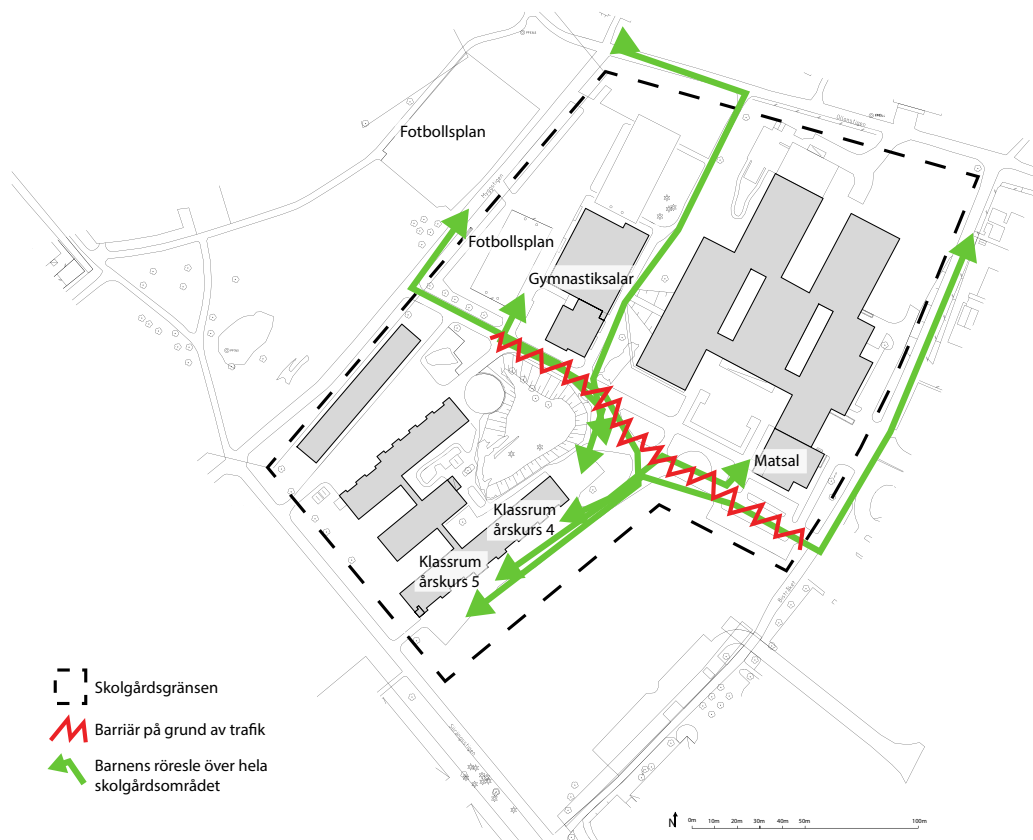 Fotbollsplan
Fotbollsplan
Gymnastiksalar
Matsal
Klassrum
årskurs 4
Klassrum
årskurs 5
Skolgårdsgränsen
Barriär på grund av trafik
Barnens röresle över hela
skolgårdsområdet
N
0m 10m 20m 30m 40m 50m 100m